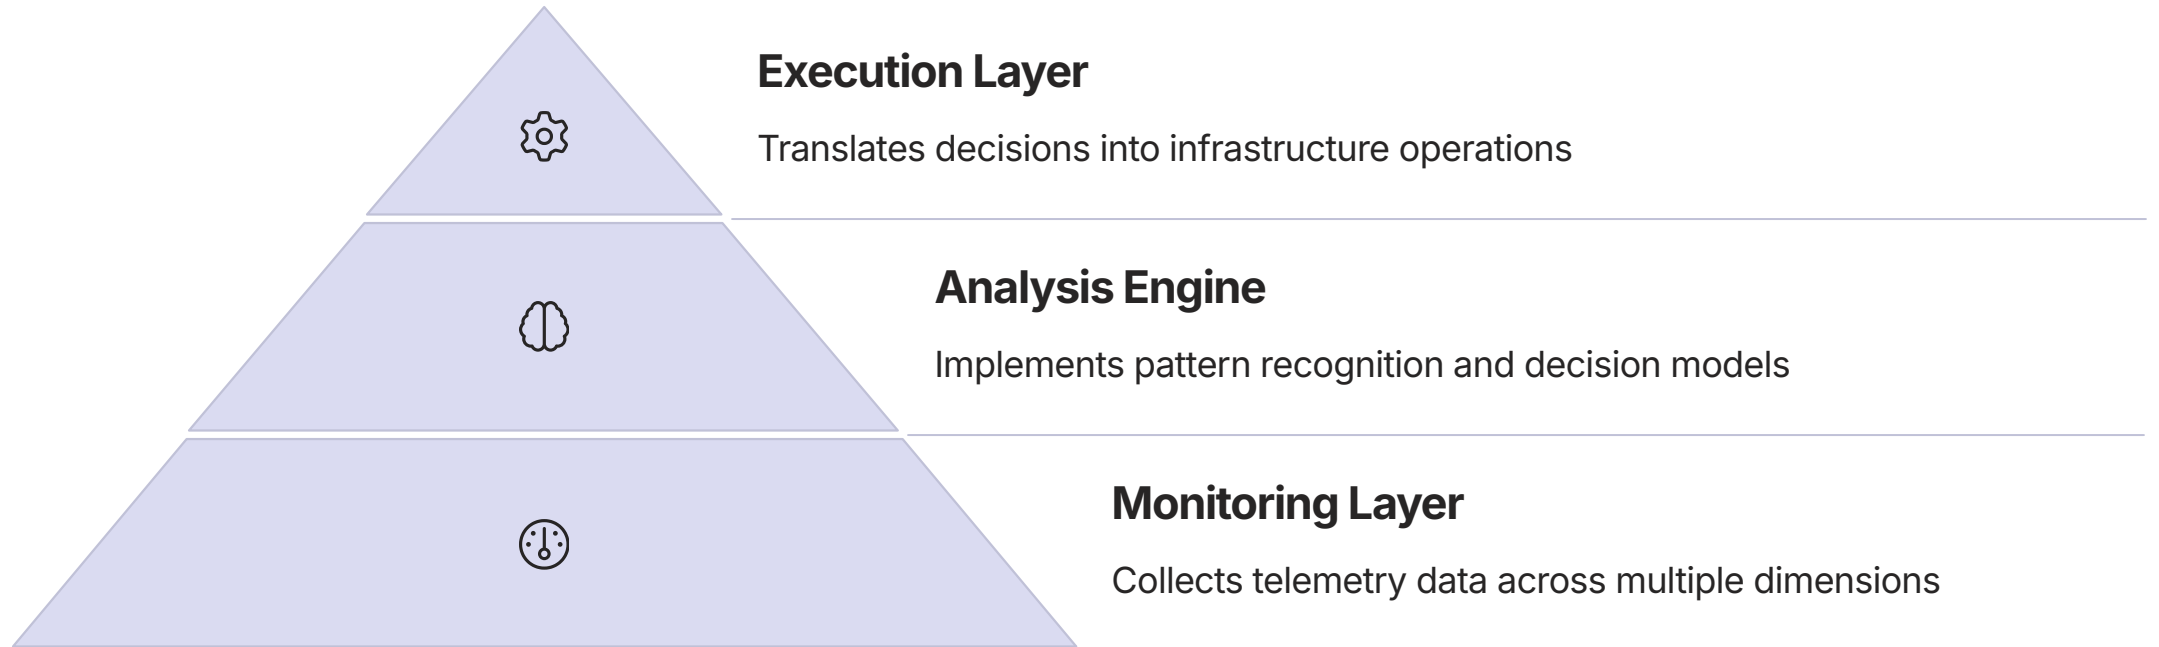 Execution Layer
Translates decisions into infrastructure operations
Analysis Engine
Implements pattern recognition and decision models
Monitoring Layer
Collects telemetry data across multiple dimensions